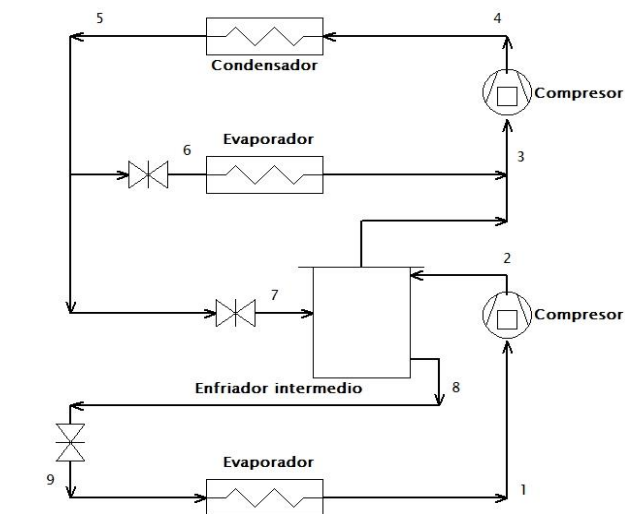 5
4
Condensador
Compresor
Evaporador
6
3
2
7
Compresor
Enfriador intermedio
8
Evaporador
9
1